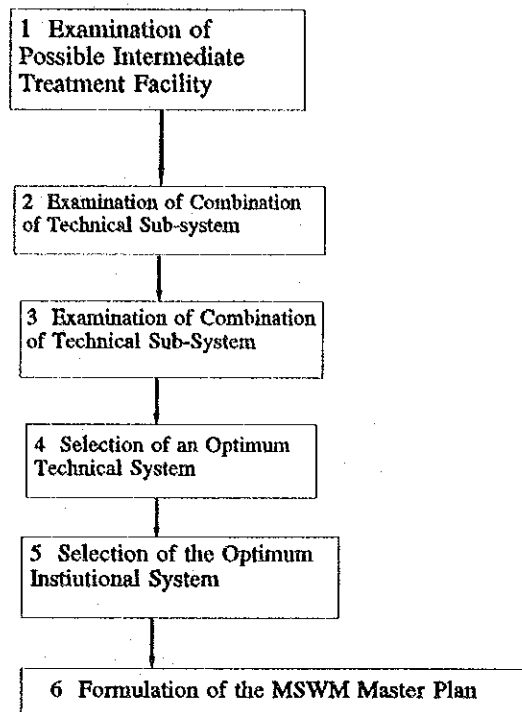 1 Examination of
Possible Intermediate
Treatment Facility
2 Examination of Combination
of Technical Sub-system
3 Examination of Combination
of Technical Sub-System
4 Selection of an Optimum
Technical System
5 Selection of the Optimum
Instiutional System
6 Formulation of the MSWM Master Plan